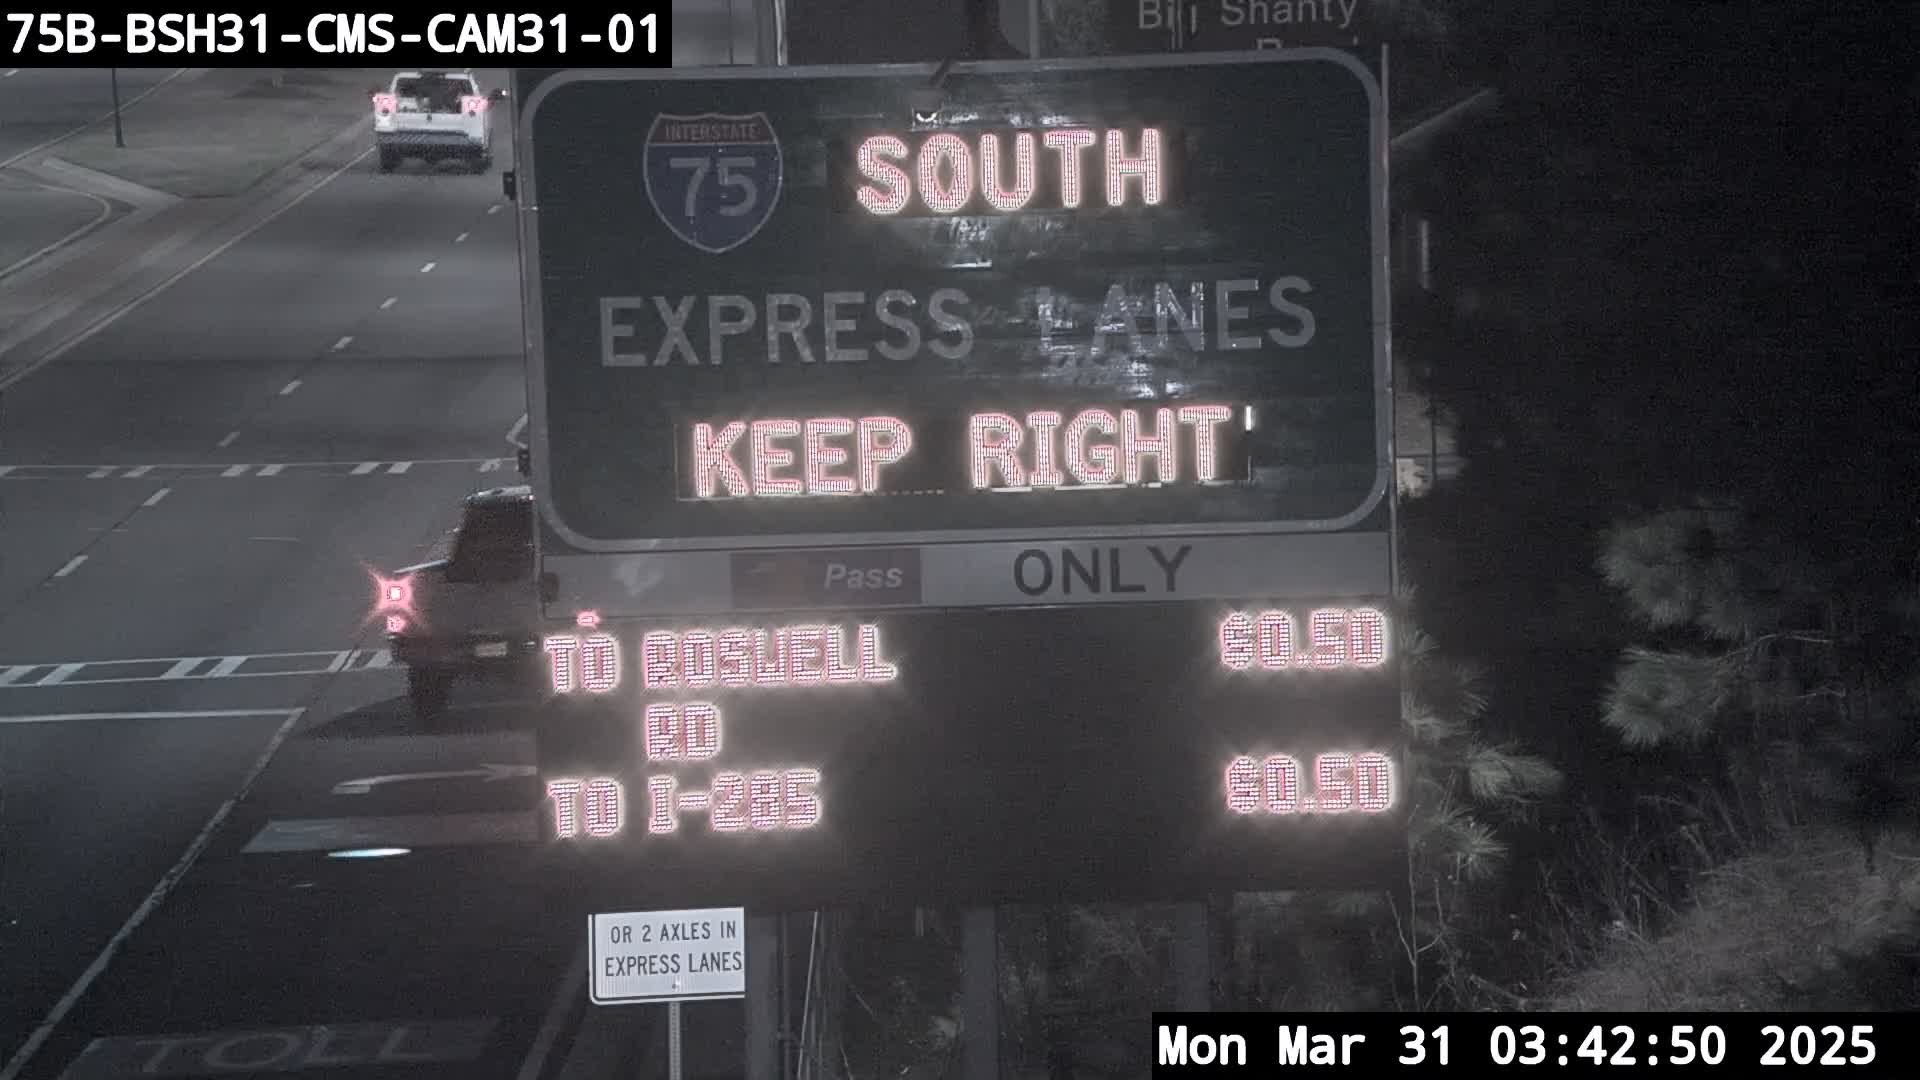 75B-BSH31-CMS-CAM31-01
Bill Shanty
INTERSTATE
75
SOUTH
EXPRESS LANES
KEEP RIGHT
Pass ONLY
TO ROSWELL $0.50
RD
TO I-285 $0.50
OR 2 AXLES IN
EXPRESS LANES
TOLL
Mon Mar 31 03:42:50 2025